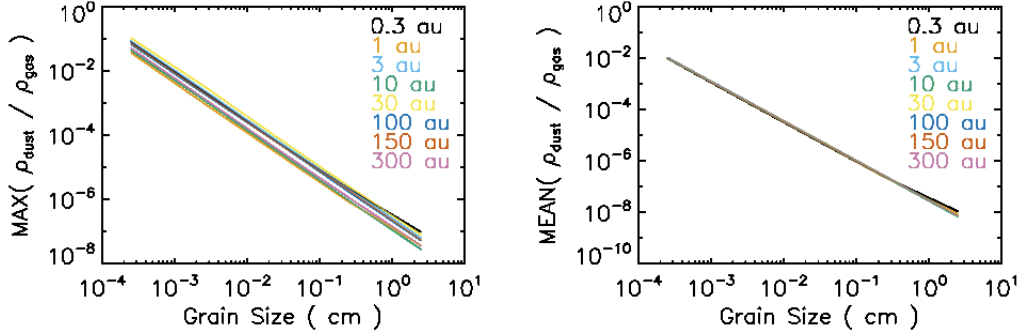 MAX( ρdust / ρgas)
10^0
10^-2
10^-4
10^-6
10^-8
10^-4 10^-3 10^-2 10^-1 10^0 10^1
Grain Size ( cm )
0.3 au
1 au
3 au
10 au
30 au
100 au
150 au
300 au
MEAN( ρdust / ρgas)
10^0
10^-2
10^-4
10^-6
10^-8
10^-10
10^-4 10^-3 10^-2 10^-1 10^0 10^1
Grain Size ( cm )
0.3 au
1 au
3 au
10 au
30 au
100 au
150 au
300 au